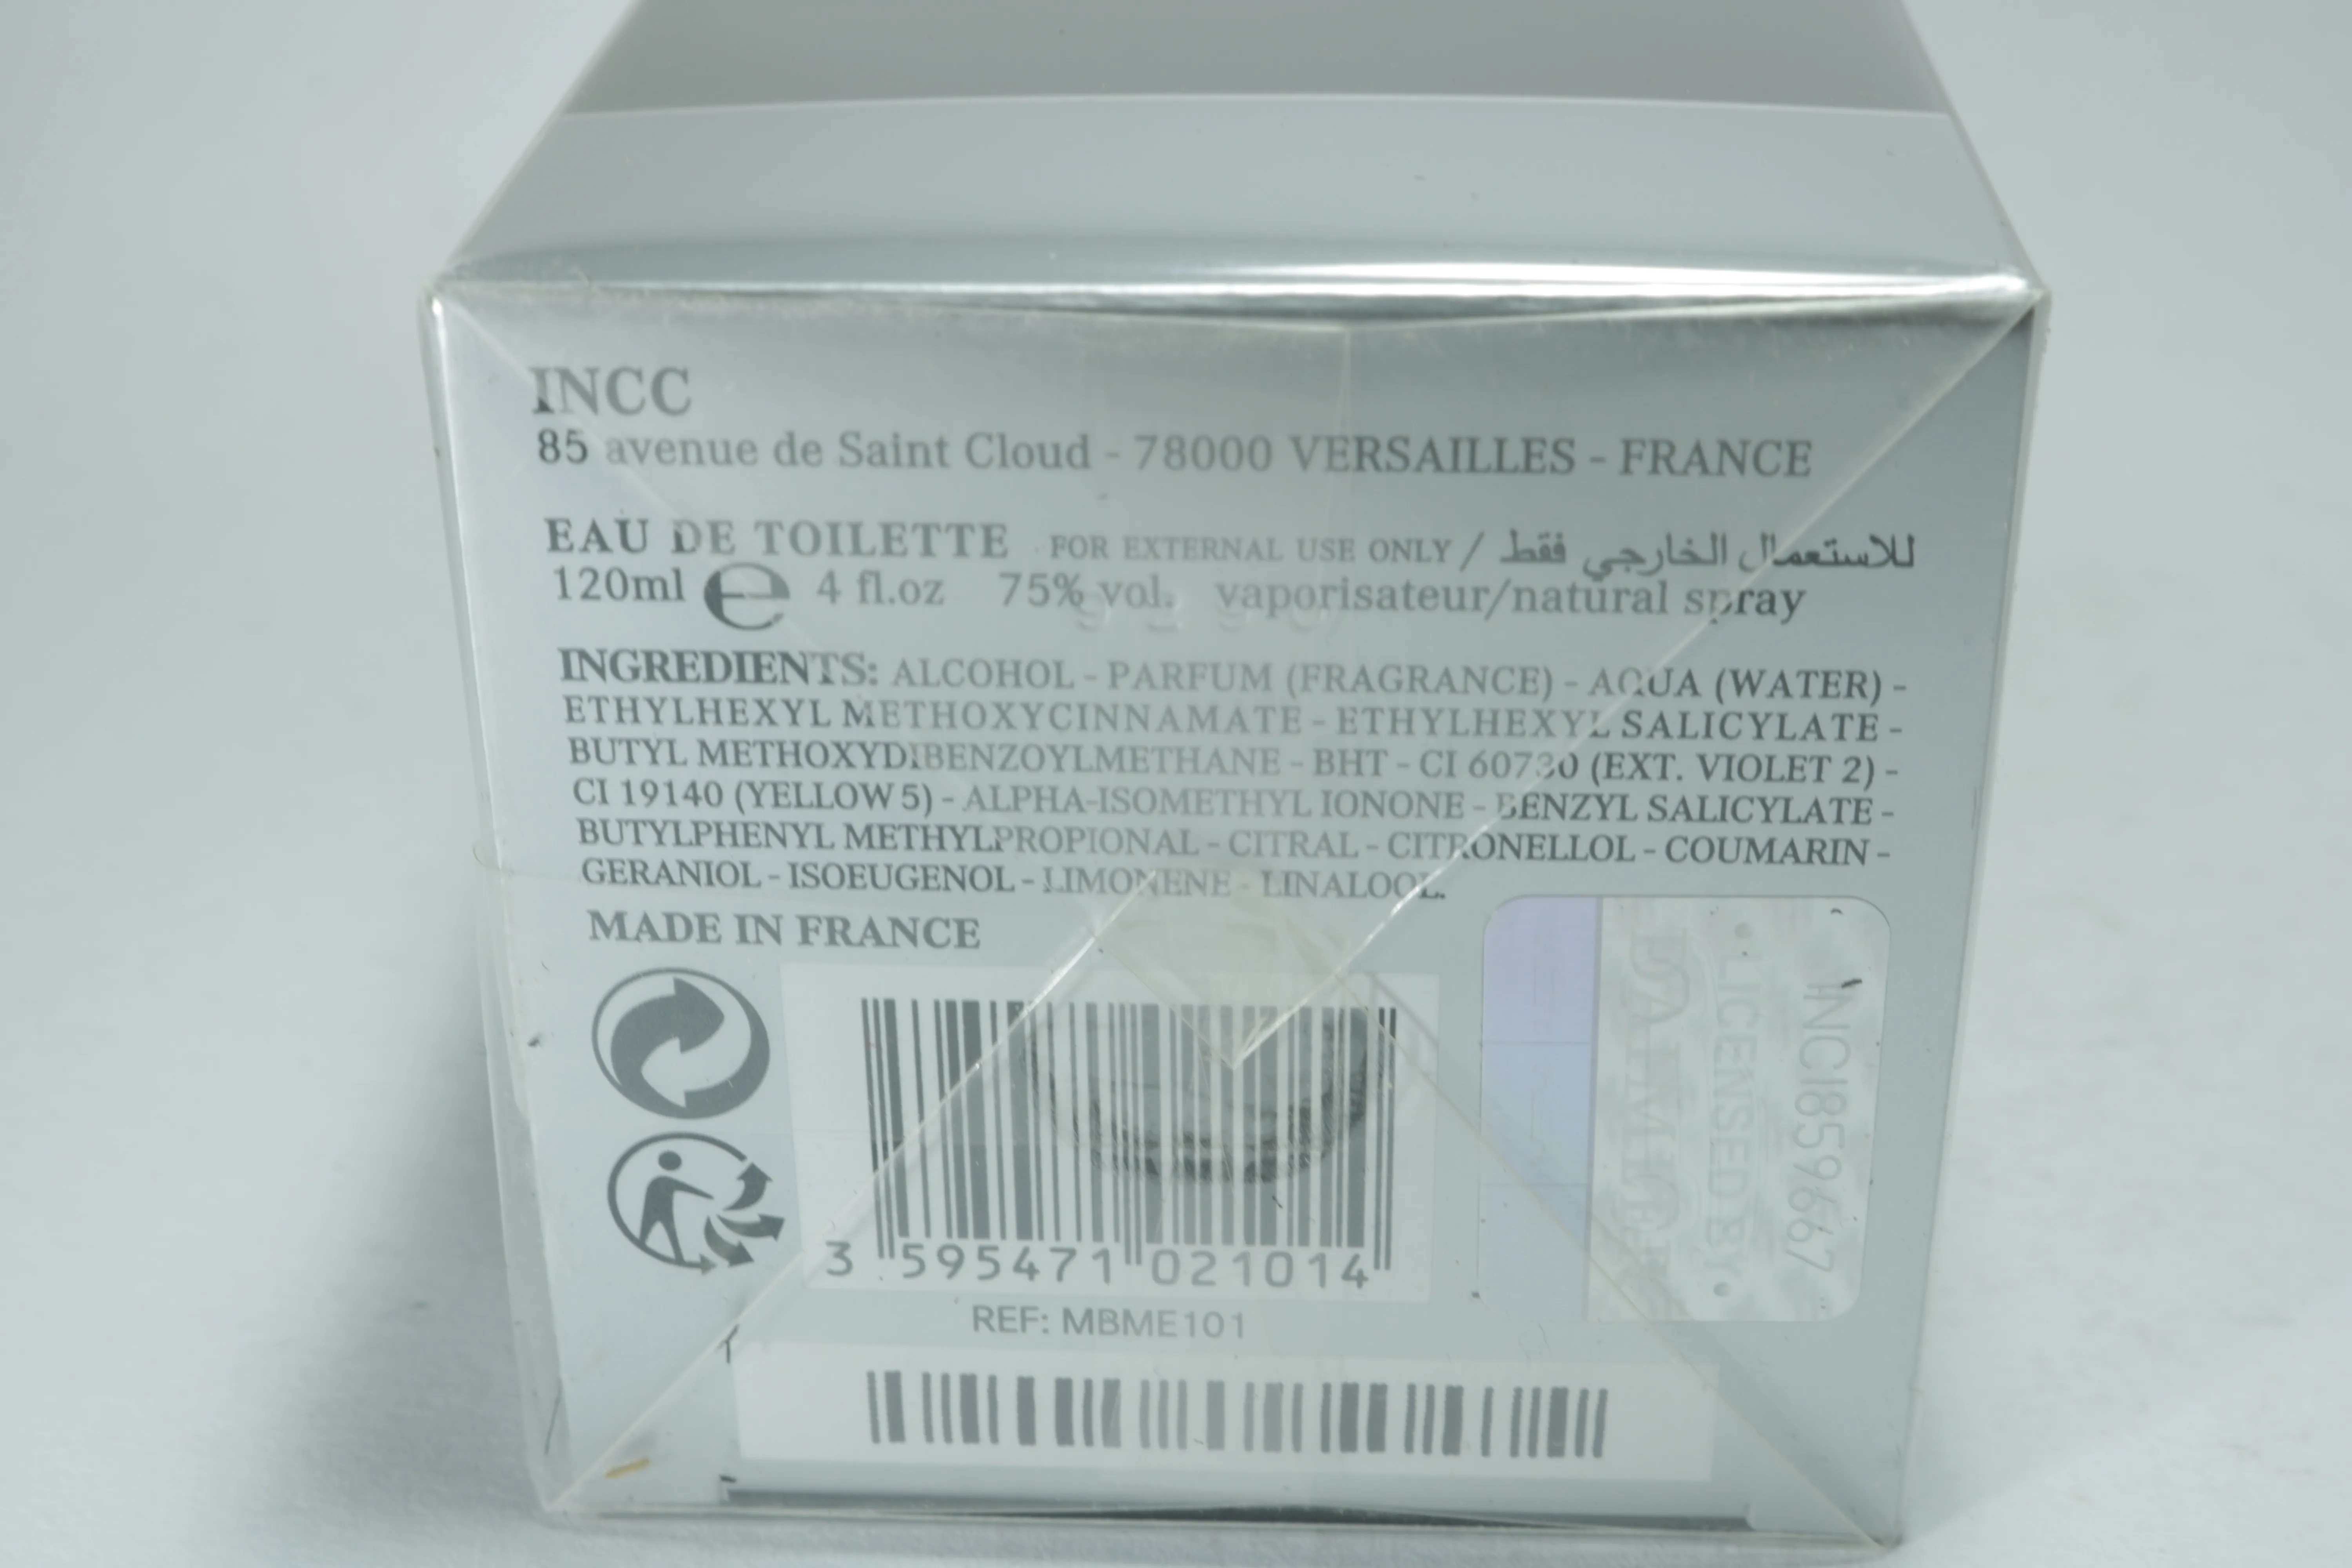 INCC
85 avenue de Saint Cloud - 78000 VERSAILLES - FRANCE
EAU DE TOILETTE FOR EXTERNAL USE ONLY / للاستعمال الخارجي فقط
120ml ℮ 4 fl.oz 75% vol. vaporisateur/natural spray
INGREDIENTS: ALCOHOL - PARFUM (FRAGRANCE) - AQUA (WATER) -
ETHYLHEXYL METHOXYCINNAMATE - ETHYLHEXYL SALICYLATE -
BUTYL METHOXYDIBENZOYLMETHANE - BHT - CI 60730 (EXT. VIOLET 2) -
CI 19140 (YELLOW 5) - ALPHA-ISOMETHYL IONONE - BENZYL SALICYLATE -
BUTYLPHENYL METHYLPROPIONAL - CITRAL - CITRONELLOL - COUMARIN -
GERANIOL - ISOEUGENOL - LIMONENE - LINALOOL.
MADE IN FRANCE
3 595471 021014
REF: MBME101
INCI859667
• LICENSED BY •